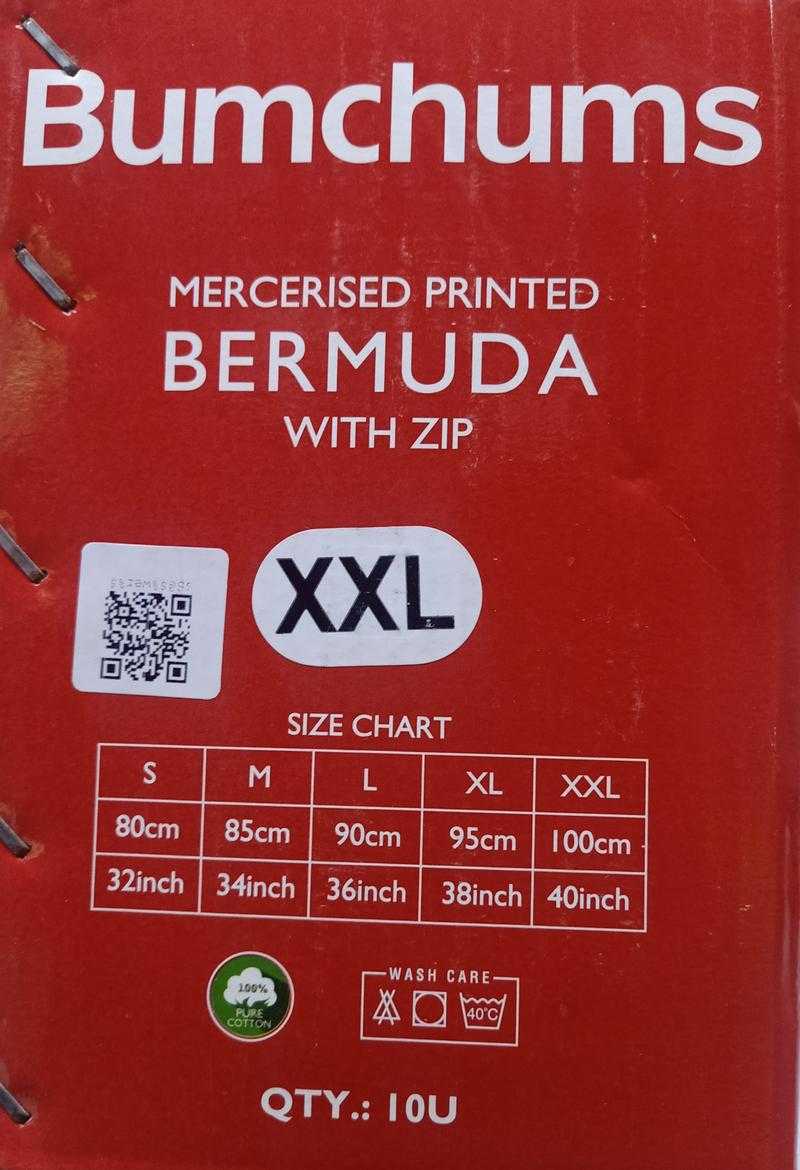 Bumchums
MERCERISED PRINTED
BERMUDA
WITH ZIP
XXL
SIZE CHART
S M L XL XXL
80cm 85cm 90cm 95cm 100cm
32inch 34inch 36inch 38inch 40inch
100%
PURE
COTTON
WASH CARE
40°C
QTY.: 10U